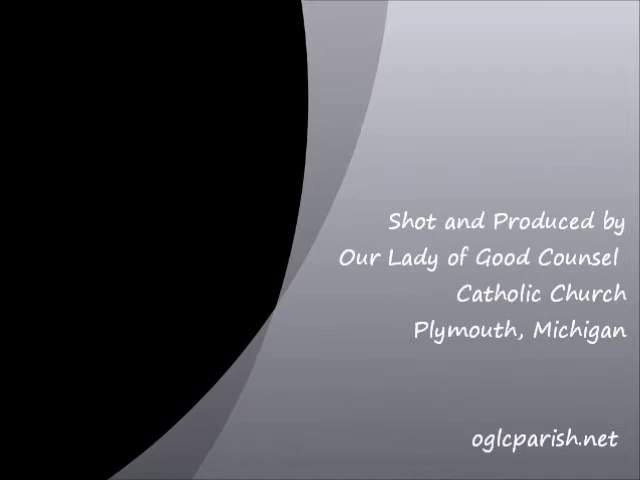 Shot and Produced by
Our Lady of Good Counsel
Catholic Church
Plymouth, Michigan
oglcparish.net